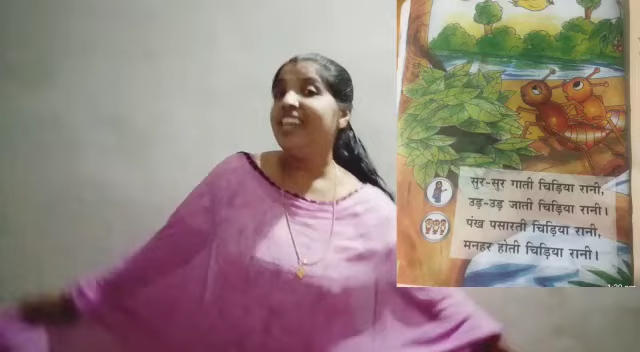 सुर-सुर गाती चिड़िया रानी,
उड़-उड़ जाती चिड़िया रानी।
पंख पसारती चिड़िया रानी,
मनहर होती चिड़िया रानी।